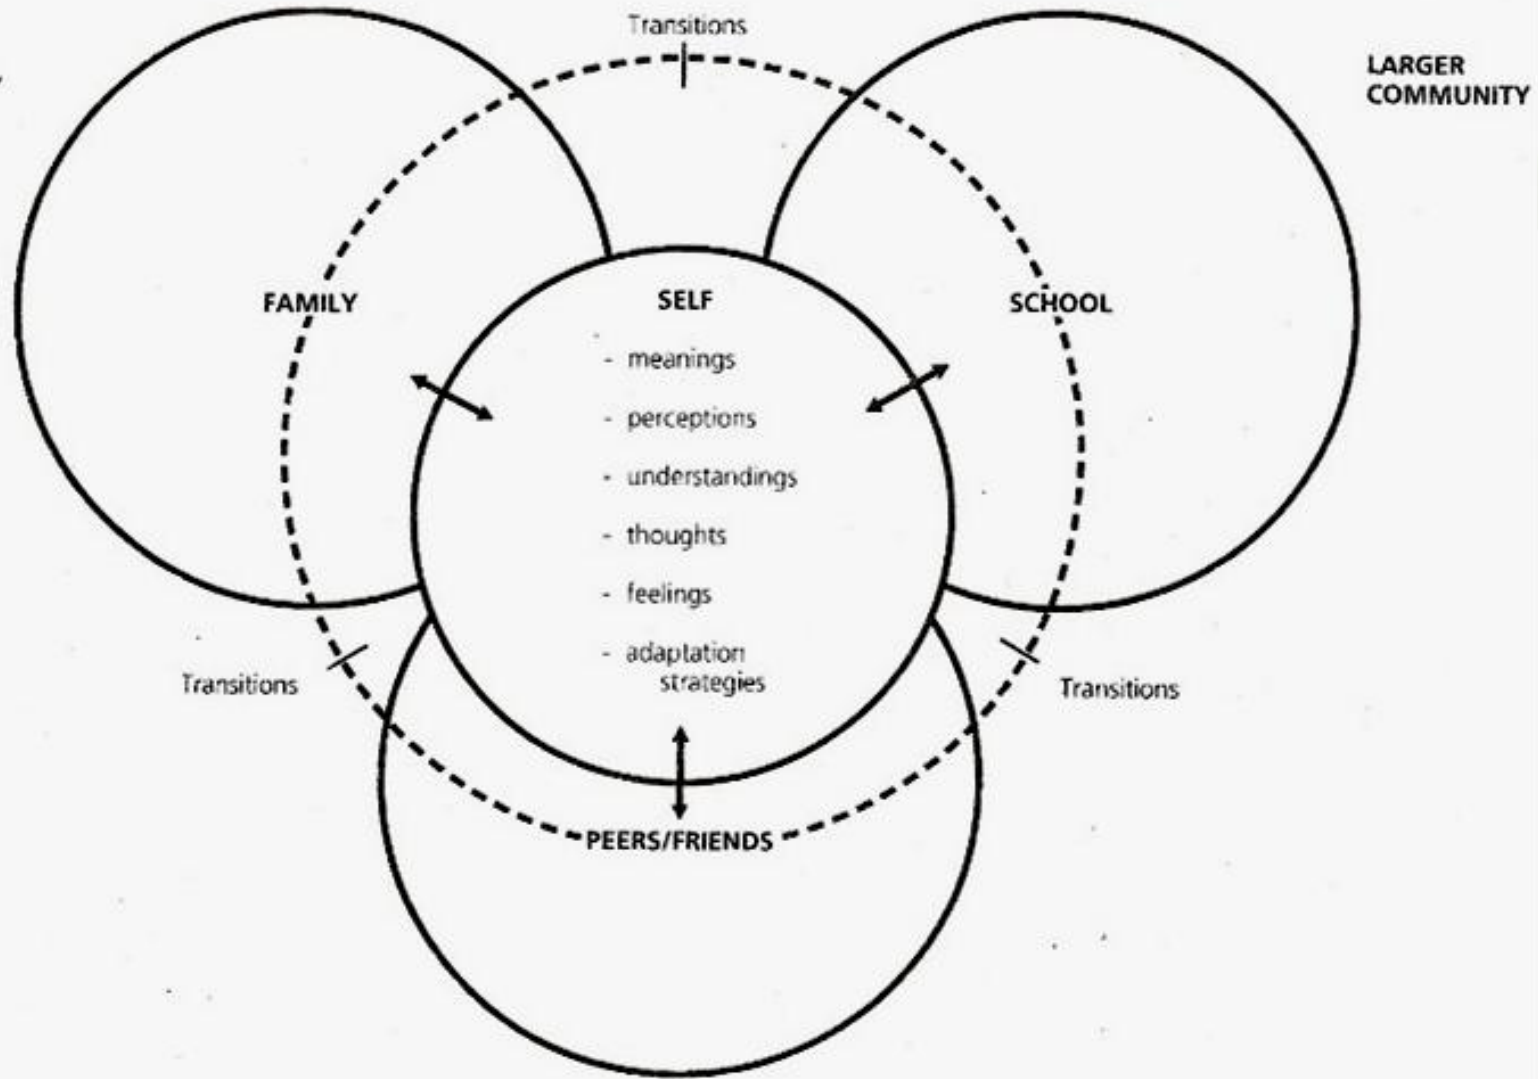 Transitions
LARGER
COMMUNITY
FAMILY
SELF
SCHOOL
- meanings
- perceptions
- understandings
- thoughts
- feelings
- adaptation
strategies
Transitions
Transitions
PEERS/FRIENDS